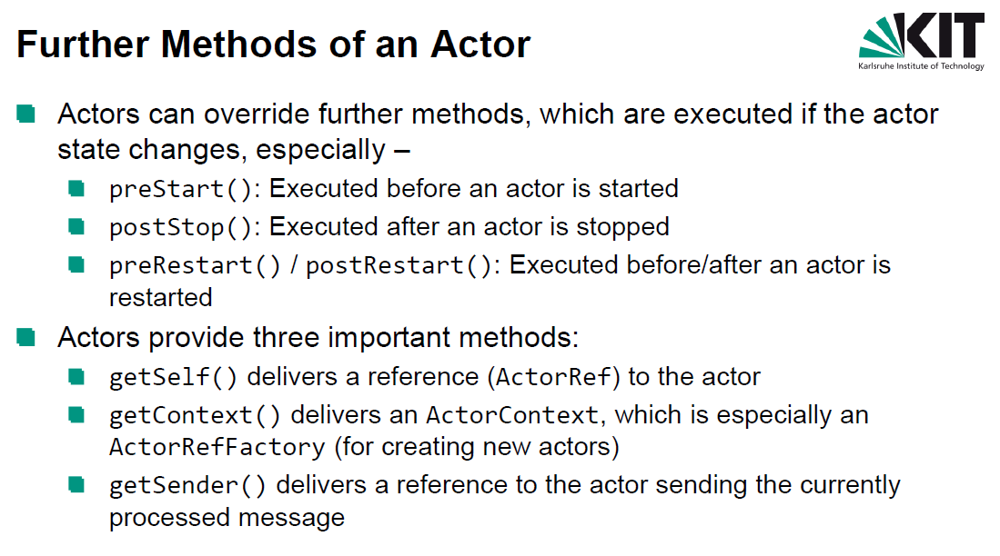 Further Methods of an Actor
KIT
Karlsruhe Institute of Technology
Actors can override further methods, which are executed if the actor
state changes, especially –
preStart(): Executed before an actor is started
postStop(): Executed after an actor is stopped
preRestart() / postRestart(): Executed before/after an actor is
restarted
Actors provide three important methods:
getSelf() delivers a reference (ActorRef) to the actor
getContext() delivers an ActorContext, which is especially an
ActorRefFactory (for creating new actors)
getSender() delivers a reference to the actor sending the currently
processed message